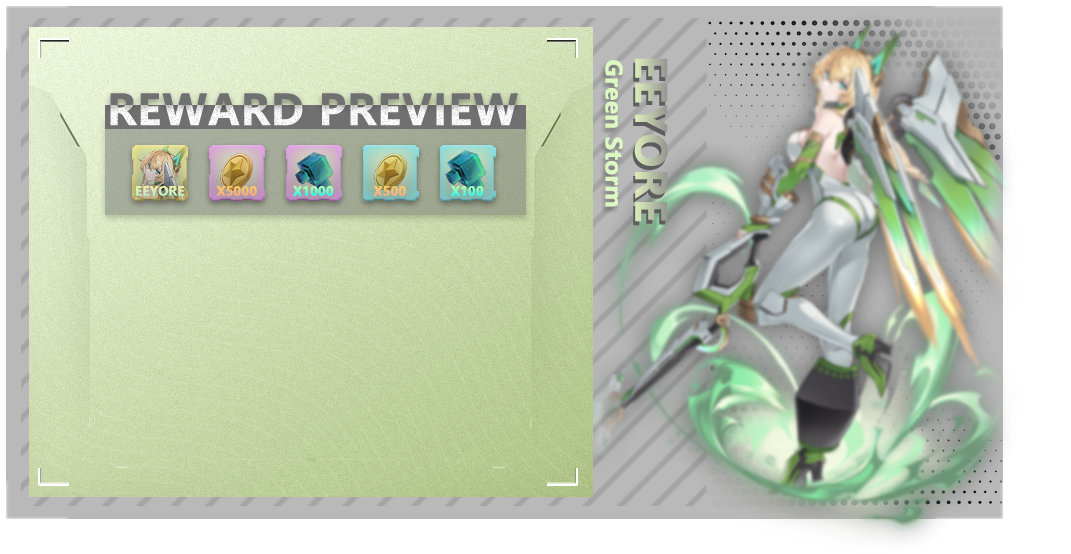 REWARD PREVIEW
EEYORE
X5000
X1000
X500
X100
EEYORE
Green Storm